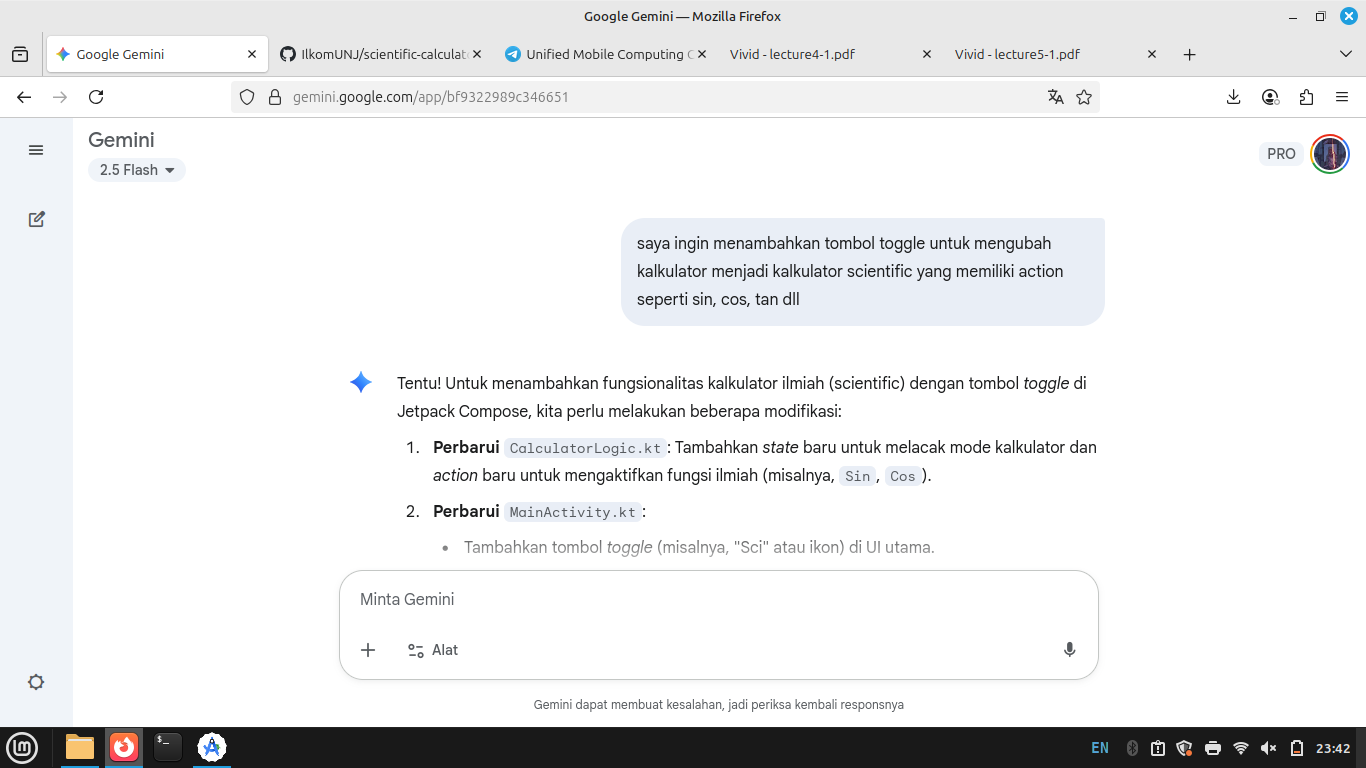 Google Gemini — Mozilla Firefox
Google Gemini
IlkomUNJ/scientific-calculat
Unified Mobile Computing C
Vivid - lecture4-1.pdf
Vivid - lecture5-1.pdf
gemini.google.com/app/bf9322989c346651
Gemini
2.5 Flash
PRO
saya ingin menambahkan tombol toggle untuk mengubah
kalkulator menjadi kalkulator scientific yang memiliki action
seperti sin, cos, tan dll
Tentu! Untuk menambahkan fungsionalitas kalkulator ilmiah (scientific) dengan tombol toggle di
Jetpack Compose, kita perlu melakukan beberapa modifikasi:
1. Perbarui CalculatorLogic.kt: Tambahkan state baru untuk melacak mode kalkulator dan
action baru untuk mengaktifkan fungsi ilmiah (misalnya, Sin, Cos).
2. Perbarui MainActivity.kt:
• Tambahkan tombol toggle (misalnya, "Sci" atau ikon) di UI utama.
Minta Gemini
Alat
Gemini dapat membuat kesalahan, jadi periksa kembali responsnya
EN
23:42